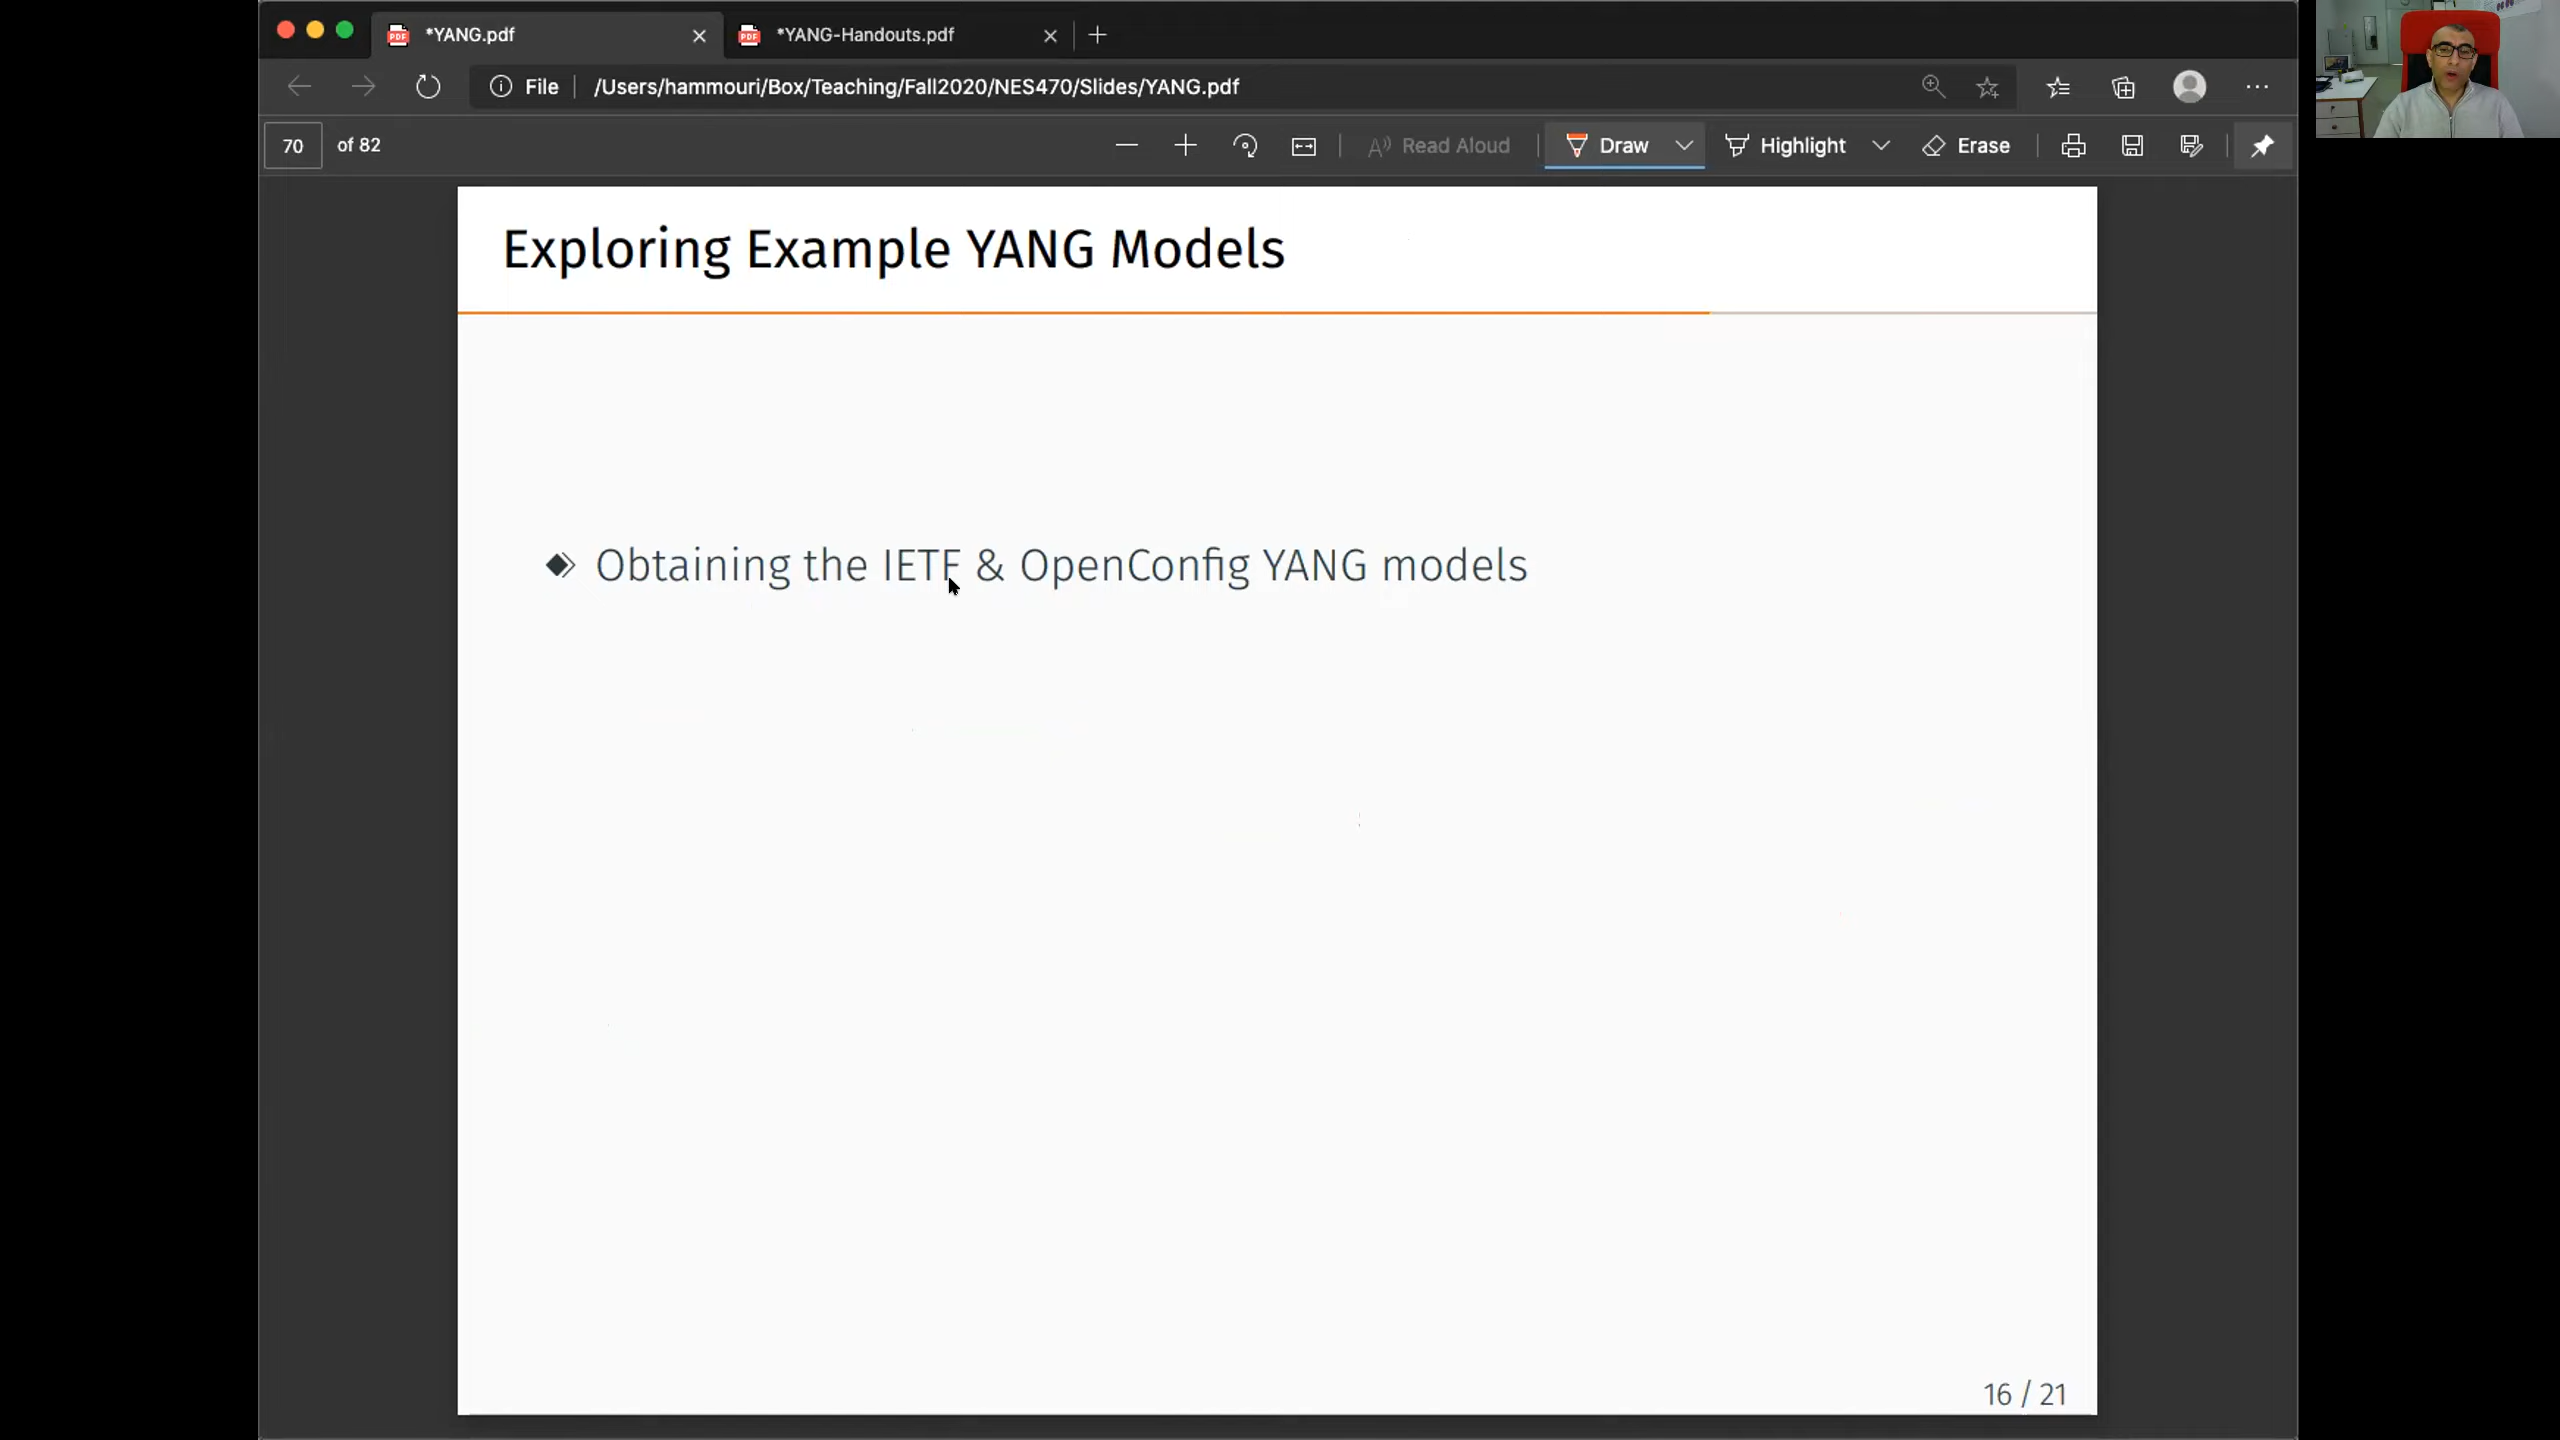 *YANG.pdf
*YANG-Handouts.pdf
File
/Users/hammouri/Box/Teaching/Fall2020/NES470/Slides/YANG.pdf
70 of 82
Read Aloud
Draw
Highlight
Erase
Exploring Example YANG Models
Obtaining the IETF & OpenConfig YANG models
16 / 21